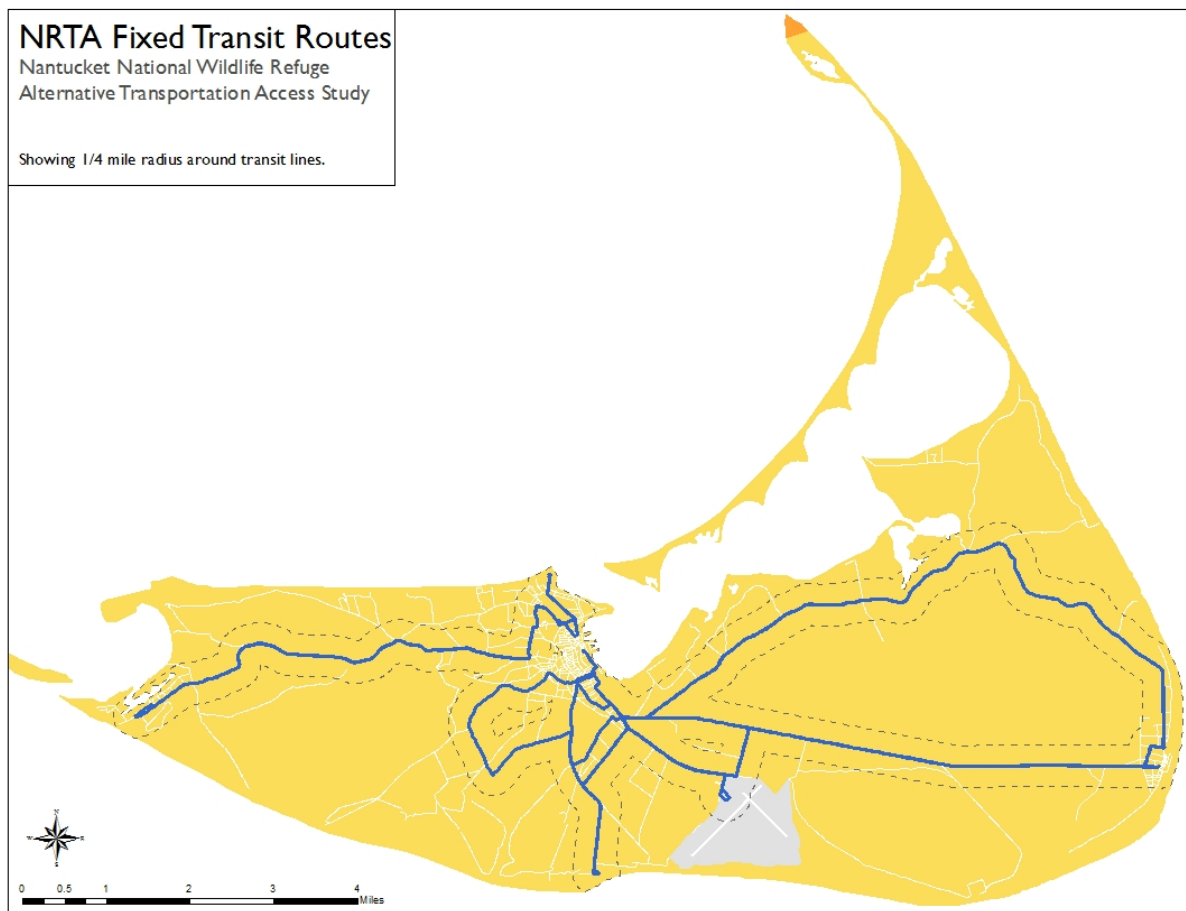 NRTA Fixed Transit Routes
Nantucket National Wildlife Refuge
Alternative Transportation Access Study
Showing 1/4 mile radius around transit lines.
N
W E
S
0 0.5 1 2 3 4
Miles